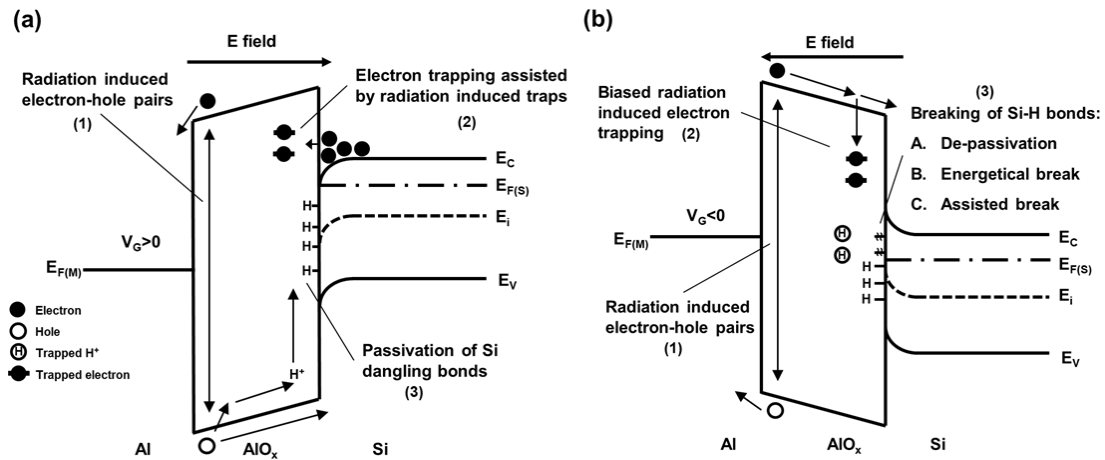 (a)
E field
Radiation induced
electron-hole pairs
(1)
Electron trapping assisted
by radiation induced traps
(2)
E_C
E_F(S)
E_i
E_V
H
H
H
H
V_G>0
E_F(M)
Electron
Hole
H Trapped H⁺
Trapped electron
H⁺
Passivation of Si
dangling bonds
(3)
Al
AlOₓ
Si
(b)
E field
Biased radiation
induced electron
trapping (2)
(3)
Breaking of Si-H bonds:
A. De-passivation
B. Energetical break
C. Assisted break
V_G<0
E_F(M)
H
H
H
H
H
E_C
E_F(S)
E_i
E_V
Radiation induced
electron-hole pairs
(1)
Al
AlOₓ
Si